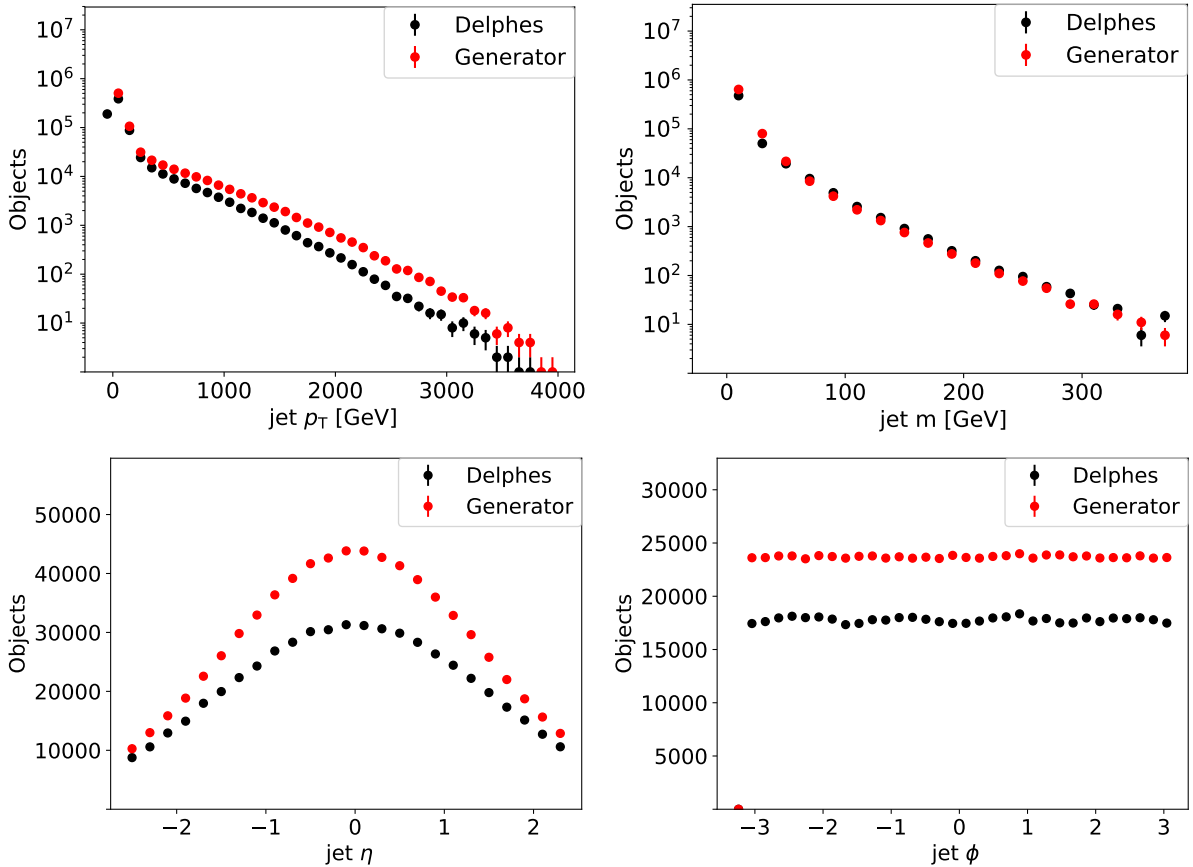 Delphes
Generator
10^7
10^6
10^5
10^4
10^3
10^2
10^1
Objects
0 1000 2000 3000 4000
jet p_T [GeV]
Delphes
Generator
10^7
10^6
10^5
10^4
10^3
10^2
10^1
Objects
0 100 200 300
jet m [GeV]
Delphes
Generator
50000
40000
30000
20000
10000
Objects
−2 −1 0 1 2
jet η
Delphes
Generator
30000
25000
20000
15000
10000
5000
Objects
−3 −2 −1 0 1 2 3
jet ϕ